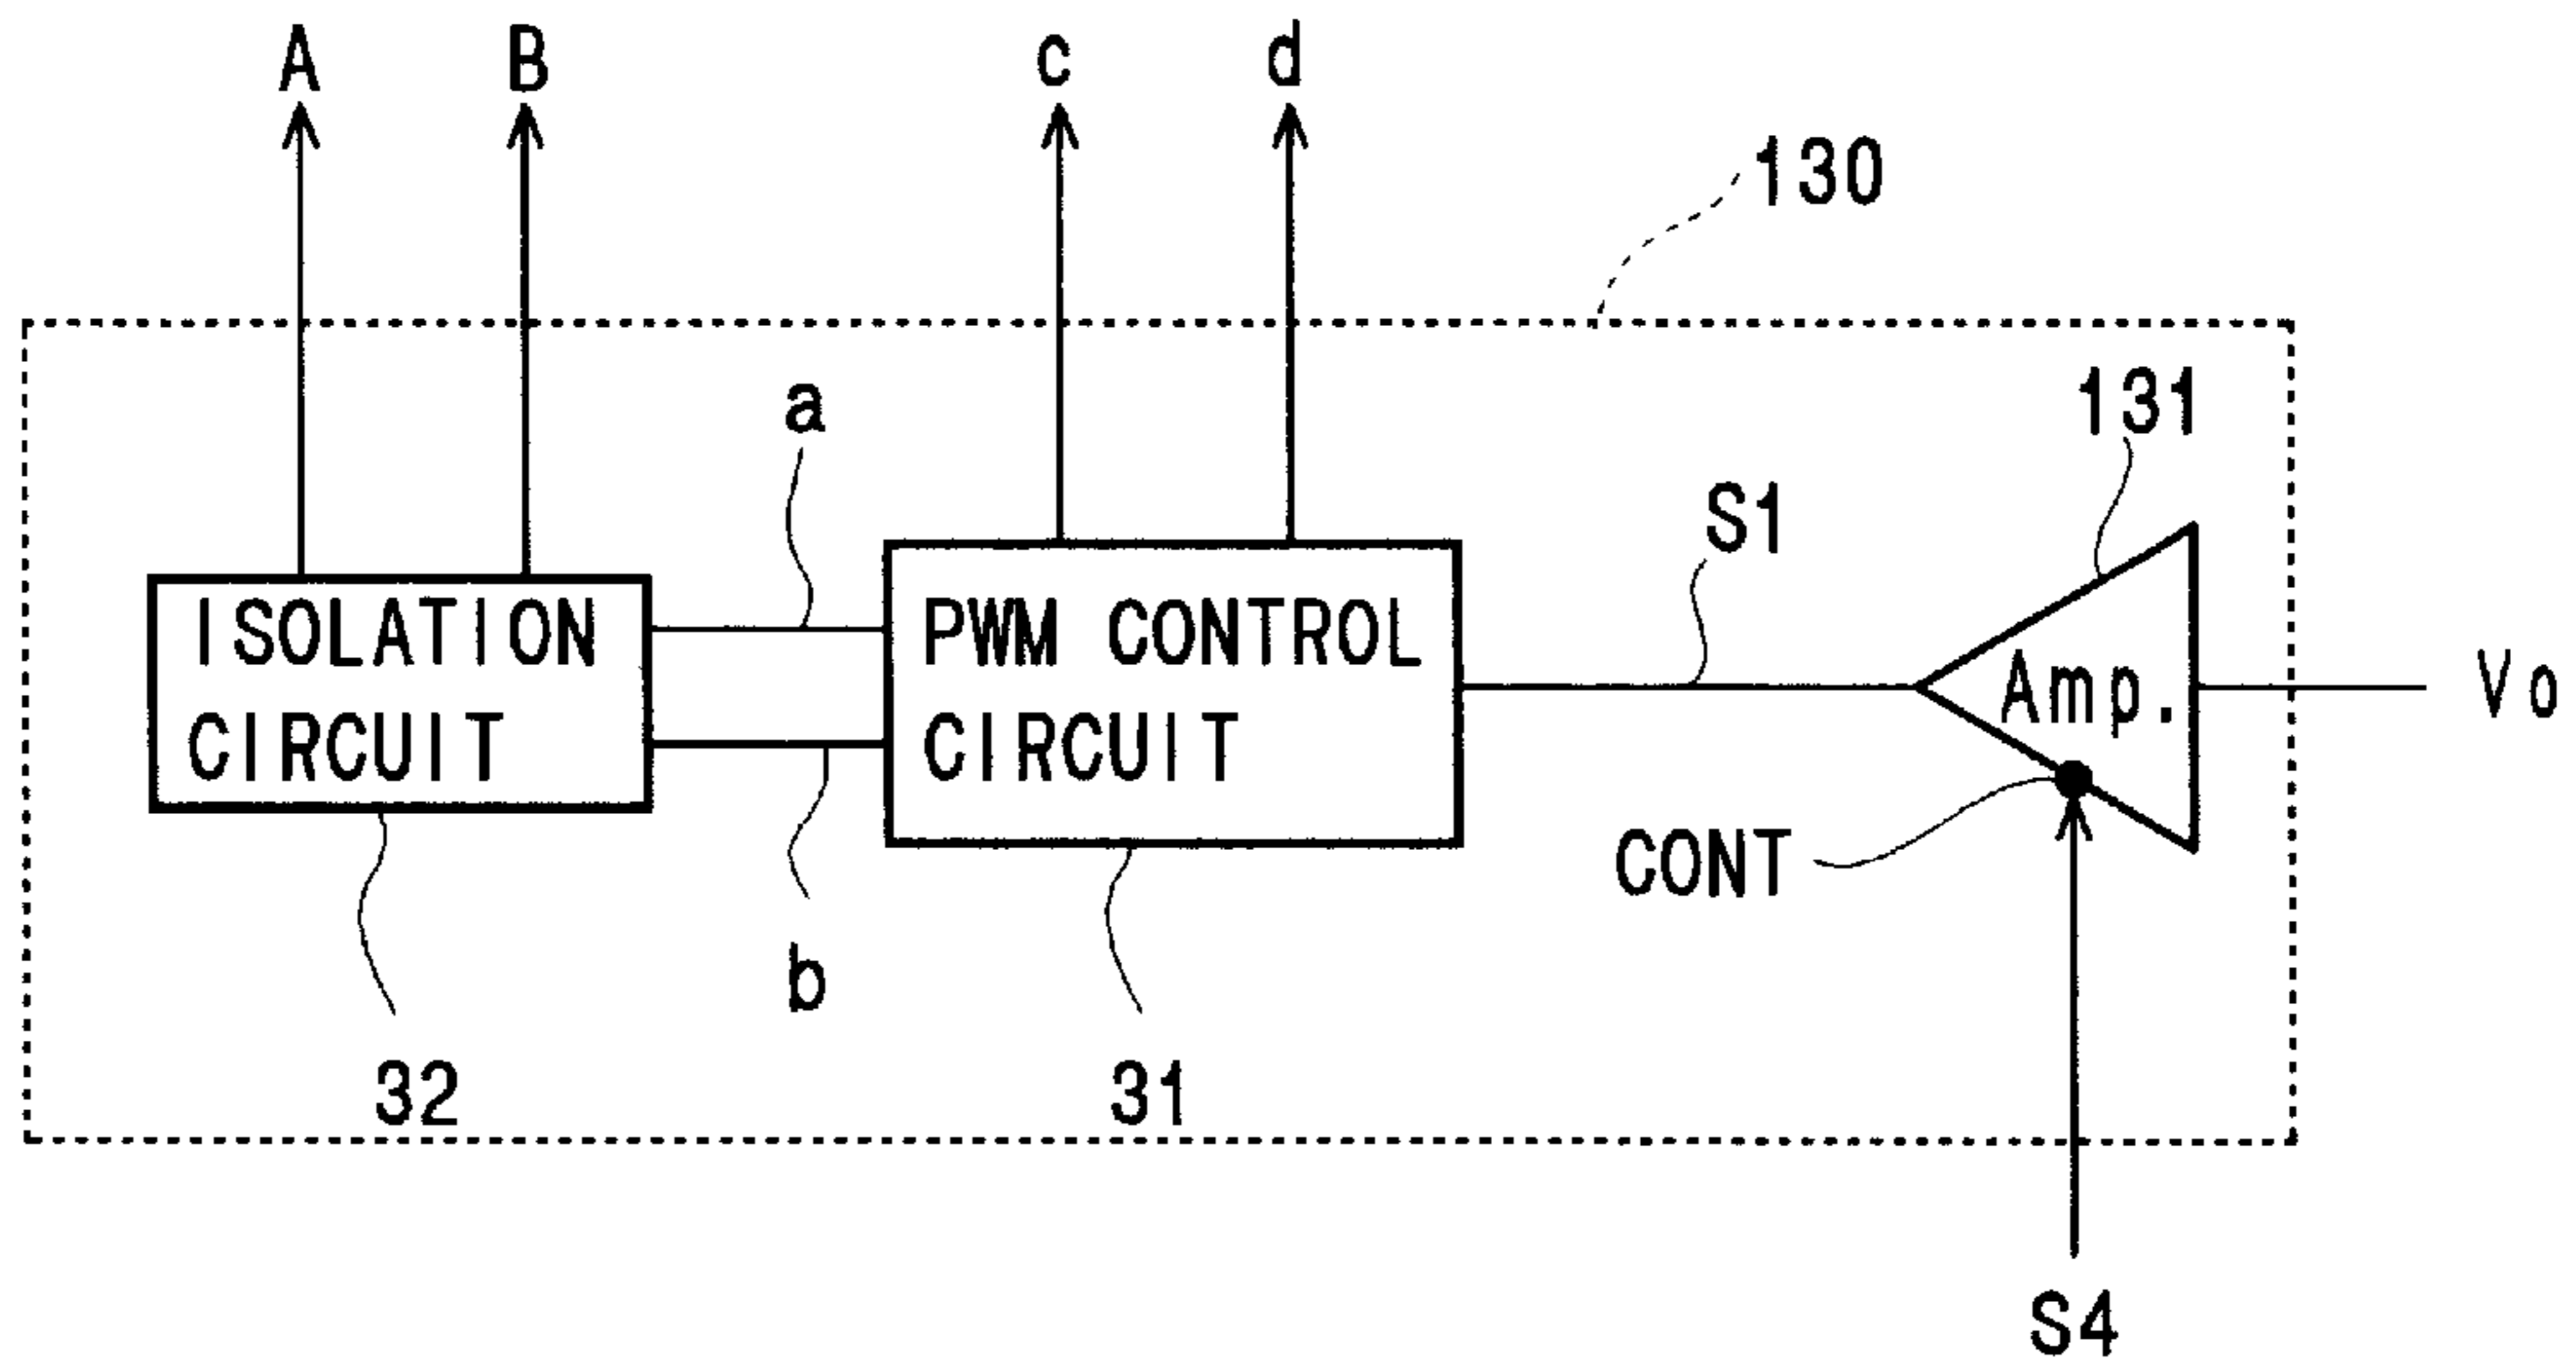 A B c d
130
131
a
S1
ISOLATION
CIRCUIT
PWM CONTROL
CIRCUIT
Amp.
Vo
CONT
b
32
31
S4